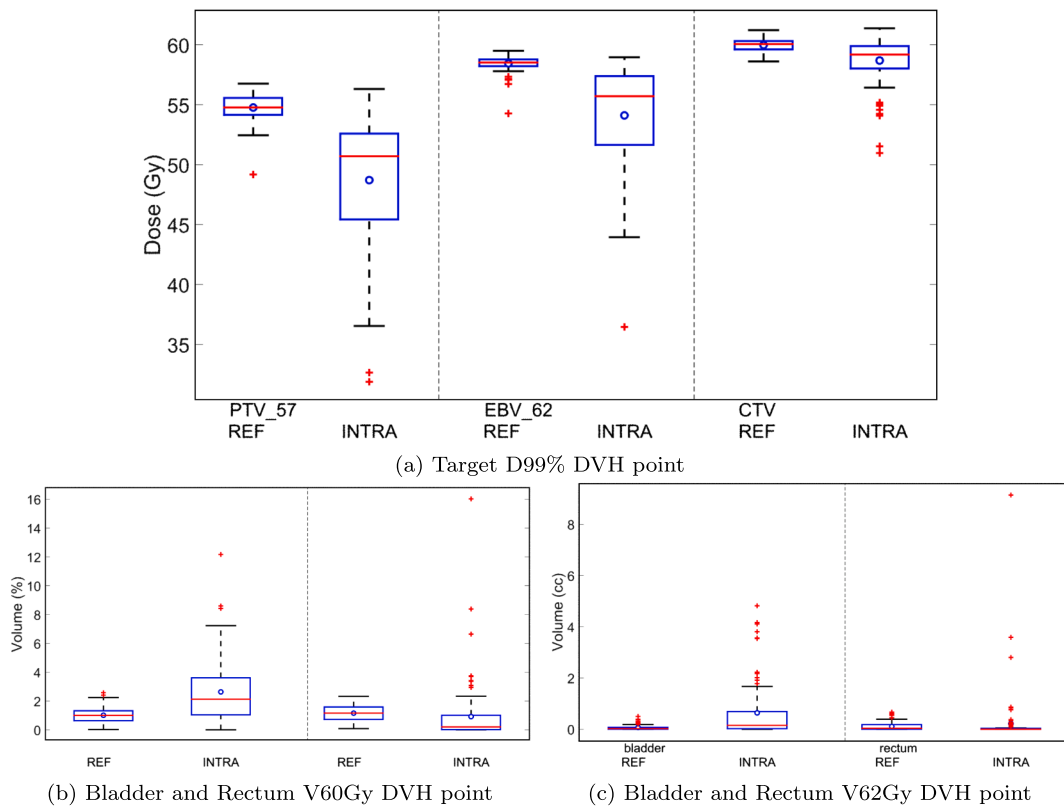 Dose (Gy)
60
55
50
45
40
35
PTV_57 EBV_62 CTV
REF INTRA REF INTRA REF INTRA
(a) Target D99% DVH point
Volume (%)
16
14
12
10
8
6
4
2
0
REF INTRA REF INTRA
(b) Bladder and Rectum V60Gy DVH point
Volume (cc)
8
6
4
2
0
bladder rectum
REF INTRA REF INTRA
(c) Bladder and Rectum V62Gy DVH point